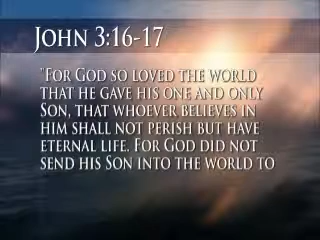 John 3:16-17
"For God so loved the world
that he gave his one and only
Son, that whoever believes in
him shall not perish but have
eternal life. For God did not
send his Son into the world to